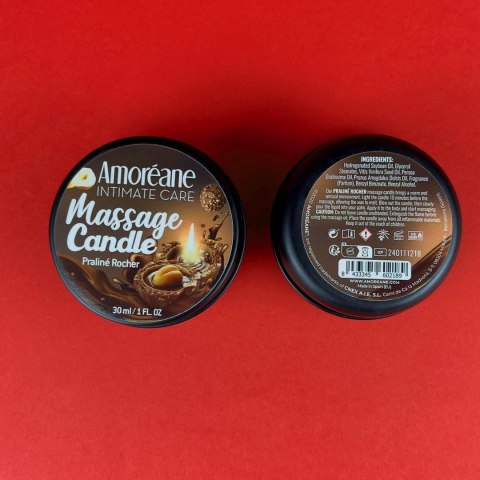 Amoréane
INTIMATE CARE
Massage
Candle
Praliné Rocher
30 ml / 1 FL. OZ
INGREDIENTS:
Hydrogenated Soybean Oil, Glyceryl
Stearates, Vitis Vinifera Seed Oil, Persea
Gratissima Oil, Prunus Amygdalus Dulcis Oil, Fragrance
(Parfum), Benzyl Benzoate, Benzyl Alcohol.
Our PRALINÉ ROCHER massage candle brings a warm and
sensual environment. Light the candle 10 minutes before the
massage, allowing the wax to melt. Blow out the candle, then slowly
pour the liquid into your palm. Apply to the body and start massaging.
CAUTION: Do not leave candle unattended. Extinguish the flame before
using the massage oil. Place the candle away from all inflammable materials.
Keep it out of the reach of children.
240111218
8 433345 602189
WWW.AMOREANE.COM
Made in Spain (EU)